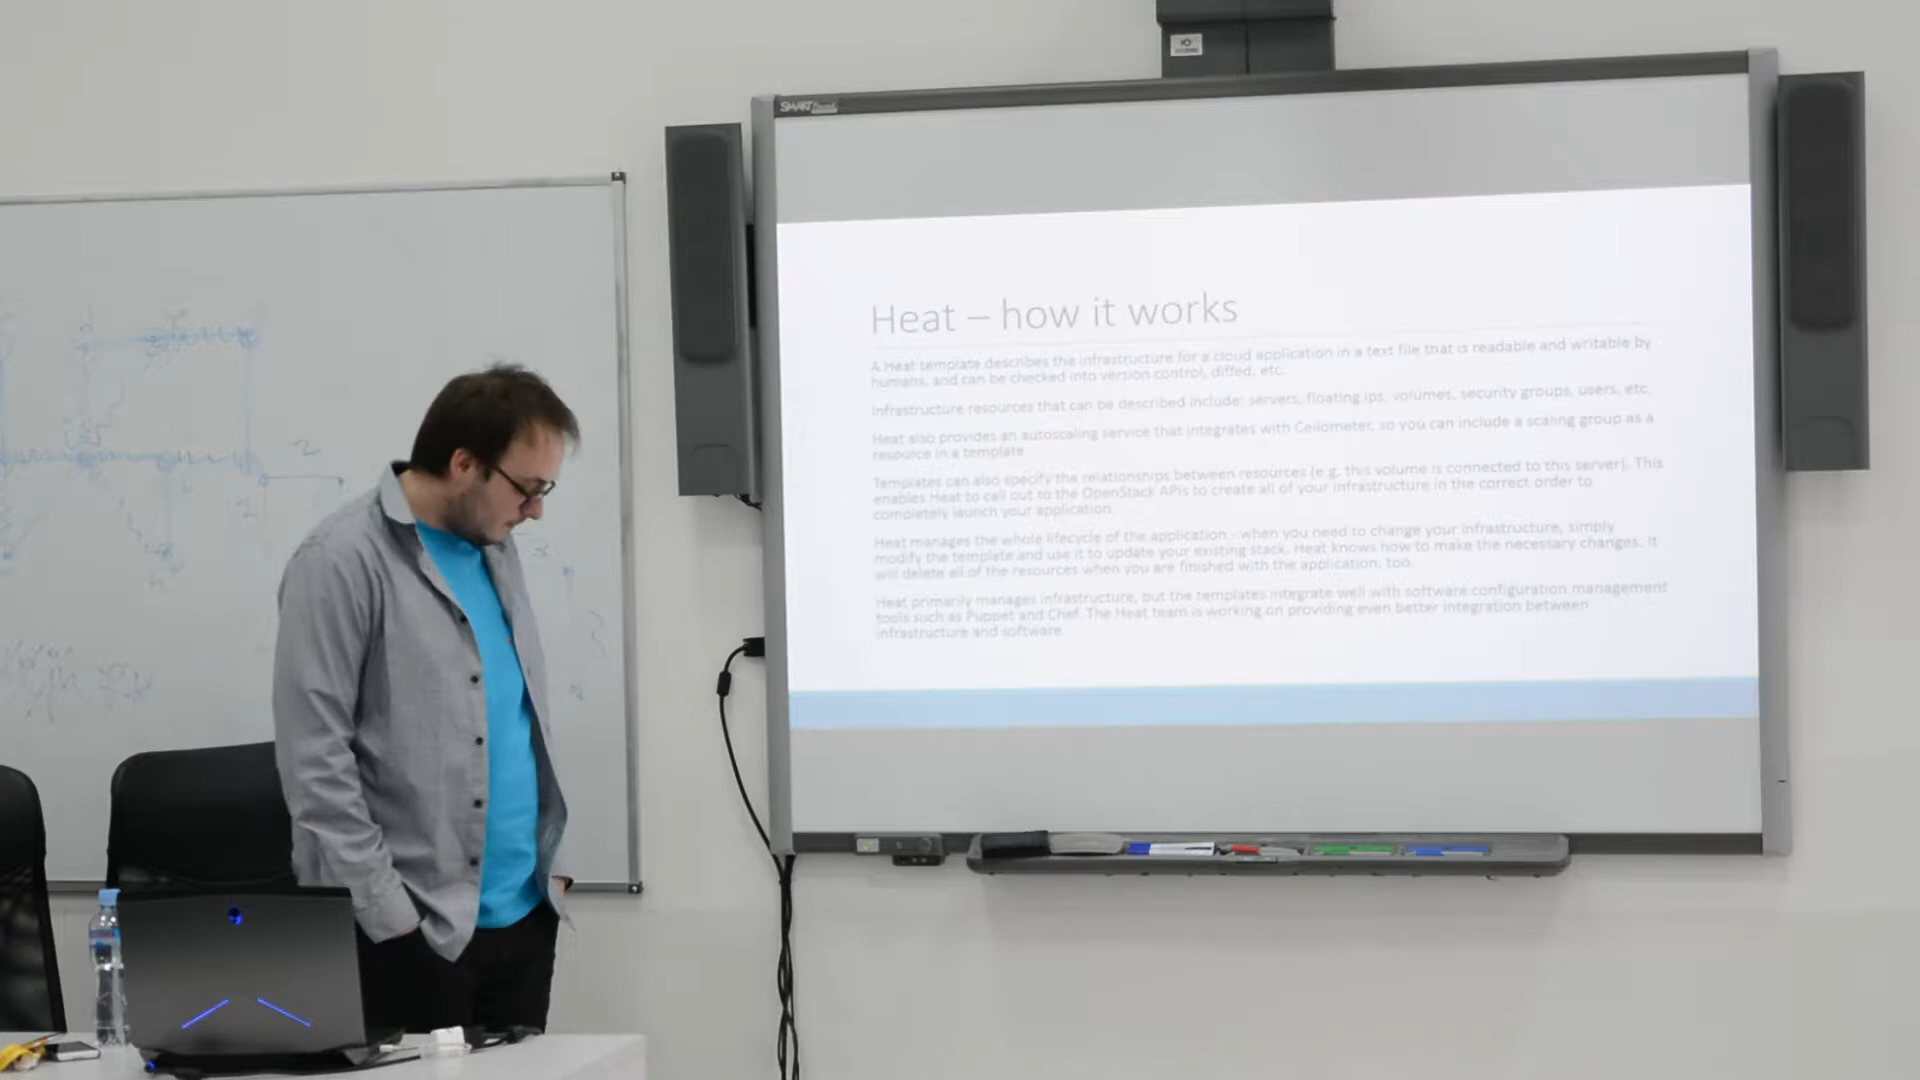 SMART Board
Heat – how it works
A Heat template describes the infrastructure for a cloud application in a text file that is readable and writable by
humans, and can be checked into version control, diffed, etc.
Infrastructure resources that can be described include: servers, floating ips, volumes, security groups, users, etc.
Heat also provides an autoscaling service that integrates with Ceilometer, so you can include a scaling group as a
resource in a template
Templates can also specify the relationships between resources (e.g. this volume is connected to this server). This
enables Heat to call out to the OpenStack APIs to create all of your infrastructure in the correct order to
completely launch your application
Heat manages the whole lifecycle of the application - when you need to change your infrastructure, simply
modify the template and use it to update your existing stack. Heat knows how to make the necessary changes. It
will delete all of the resources when you are finished with the application, too.
Heat primarily manages infrastructure, but the templates integrate well with software configuration management
tools such as Puppet and Chef. The Heat team is working on providing even better integration between
infrastructure and software
2
2